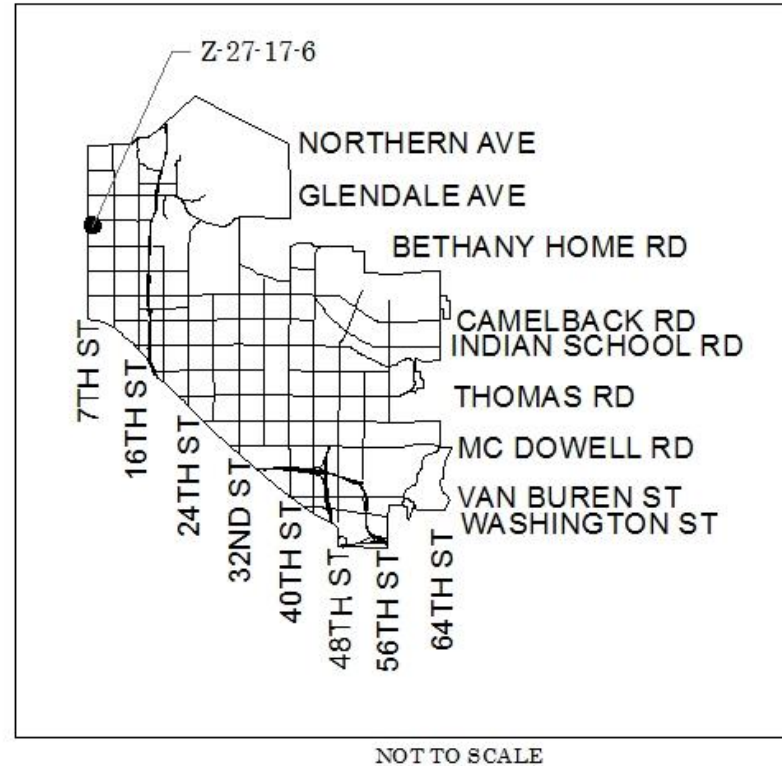 Z-27-17-6
NORTHERN AVE
GLENDALE AVE
BETHANY HOME RD
CAMELBACK RD
INDIAN SCHOOL RD
THOMAS RD
MC DOWELL RD
VAN BUREN ST
WASHINGTON ST
7TH ST
16TH ST
24TH ST
32ND ST
40TH ST
48TH ST
56TH ST
64TH ST
NOT TO SCALE